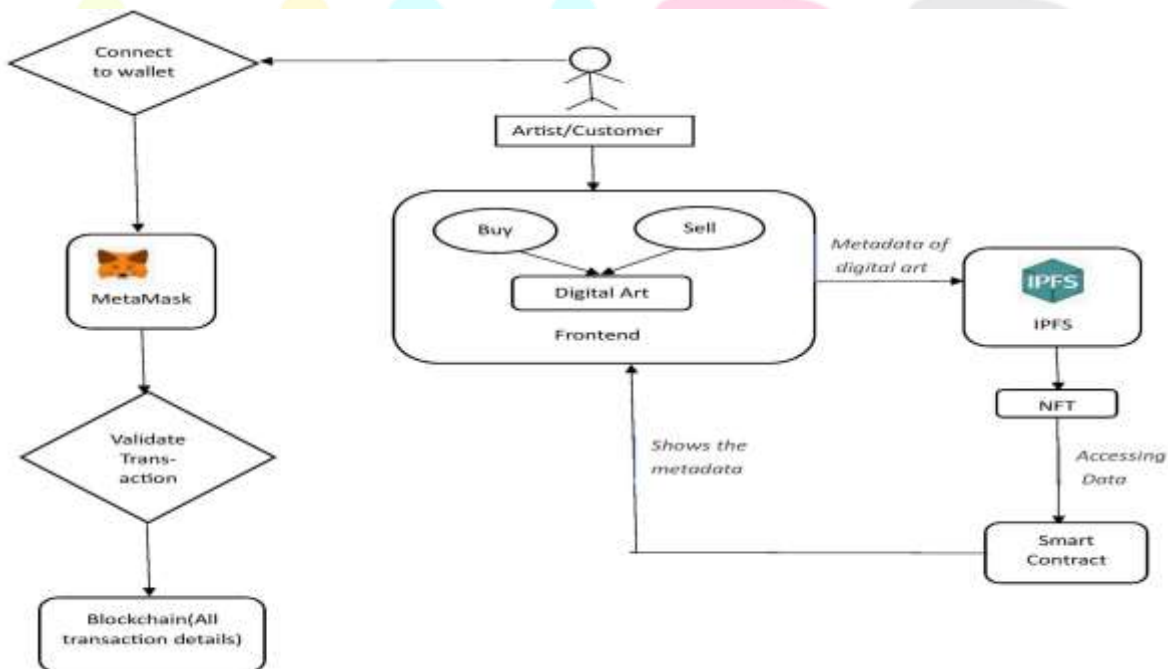 Connect
to wallet
Artist/Customer
Buy
Sell
Digital Art
Frontend
MetaMask
Metadata of
digital art
IPFS
IPFS
NFT
Validate
Trans-
action
Shows the
metadata
Accessing
Data
Smart
Contract
Blockchain(All
transaction details)